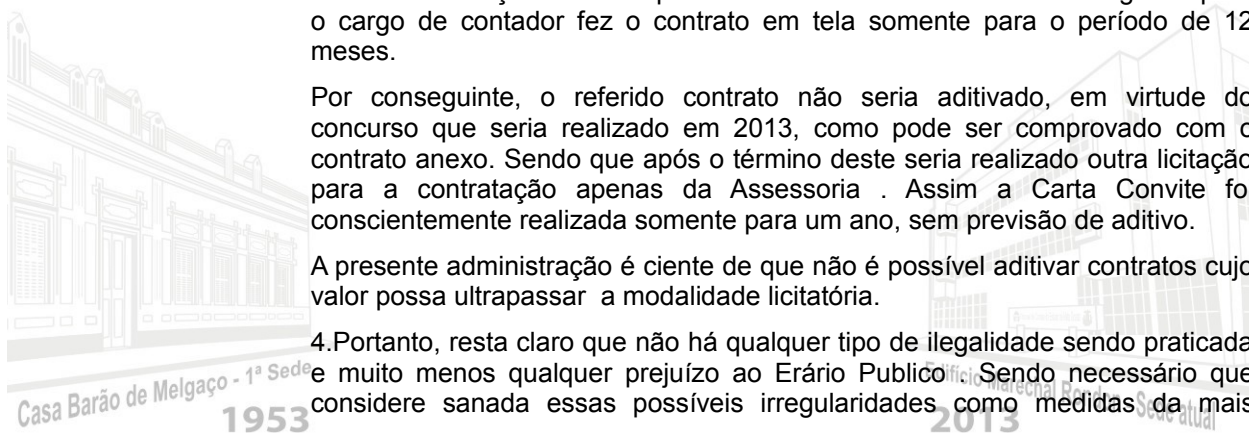 o cargo de contador fez o contrato em tela somente para o período de 12
meses.
Por conseguinte, o referido contrato não seria aditivado, em virtude do
concurso que seria realizado em 2013, como pode ser comprovado com o
contrato anexo. Sendo que após o término deste seria realizado outra licitação
para a contratação apenas da Assessoria . Assim a Carta Convite foi
conscientemente realizada somente para um ano, sem previsão de aditivo.
A presente administração é ciente de que não é possível aditivar contratos cujo
valor possa ultrapassar a modalidade licitatória.
4.Portanto, resta claro que não há qualquer tipo de ilegalidade sendo praticada
e muito menos qualquer prejuízo ao Erário Publico . Sendo necessário que
considere sanada essas possíveis irregularidades como medidas da mais
Casa Barão de Melgaço - 1ª Sede
1953
Edifício Marechal Rondon - Sede atual
2013